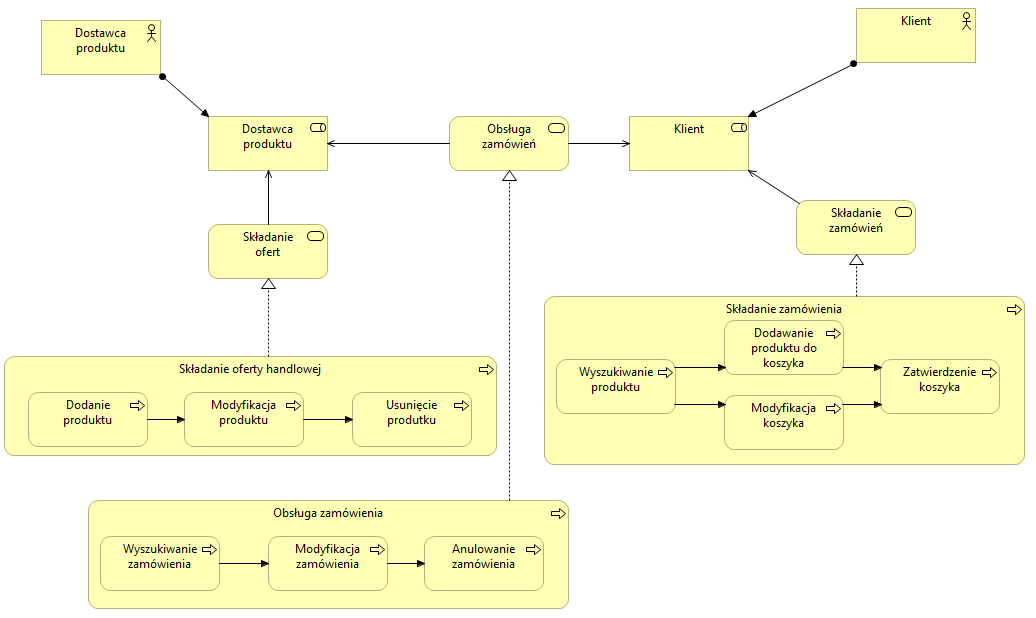 Dostawca
produktu
Klient
Dostawca
produktu
Obsługa
zamówień
Klient
Składanie
ofert
Składanie
zamówień
Składanie zamówienia
Wyszukiwanie
produktu
Dodawanie
produktu do
koszyka
Modyfikacja
koszyka
Zatwierdzenie
koszyka
Składanie oferty handlowej
Dodanie
produktu
Modyfikacja
produktu
Usunięcie
produtku
Obsługa zamówienia
Wyszukiwanie
zamówienia
Modyfikacja
zamówienia
Anulowanie
zamówienia